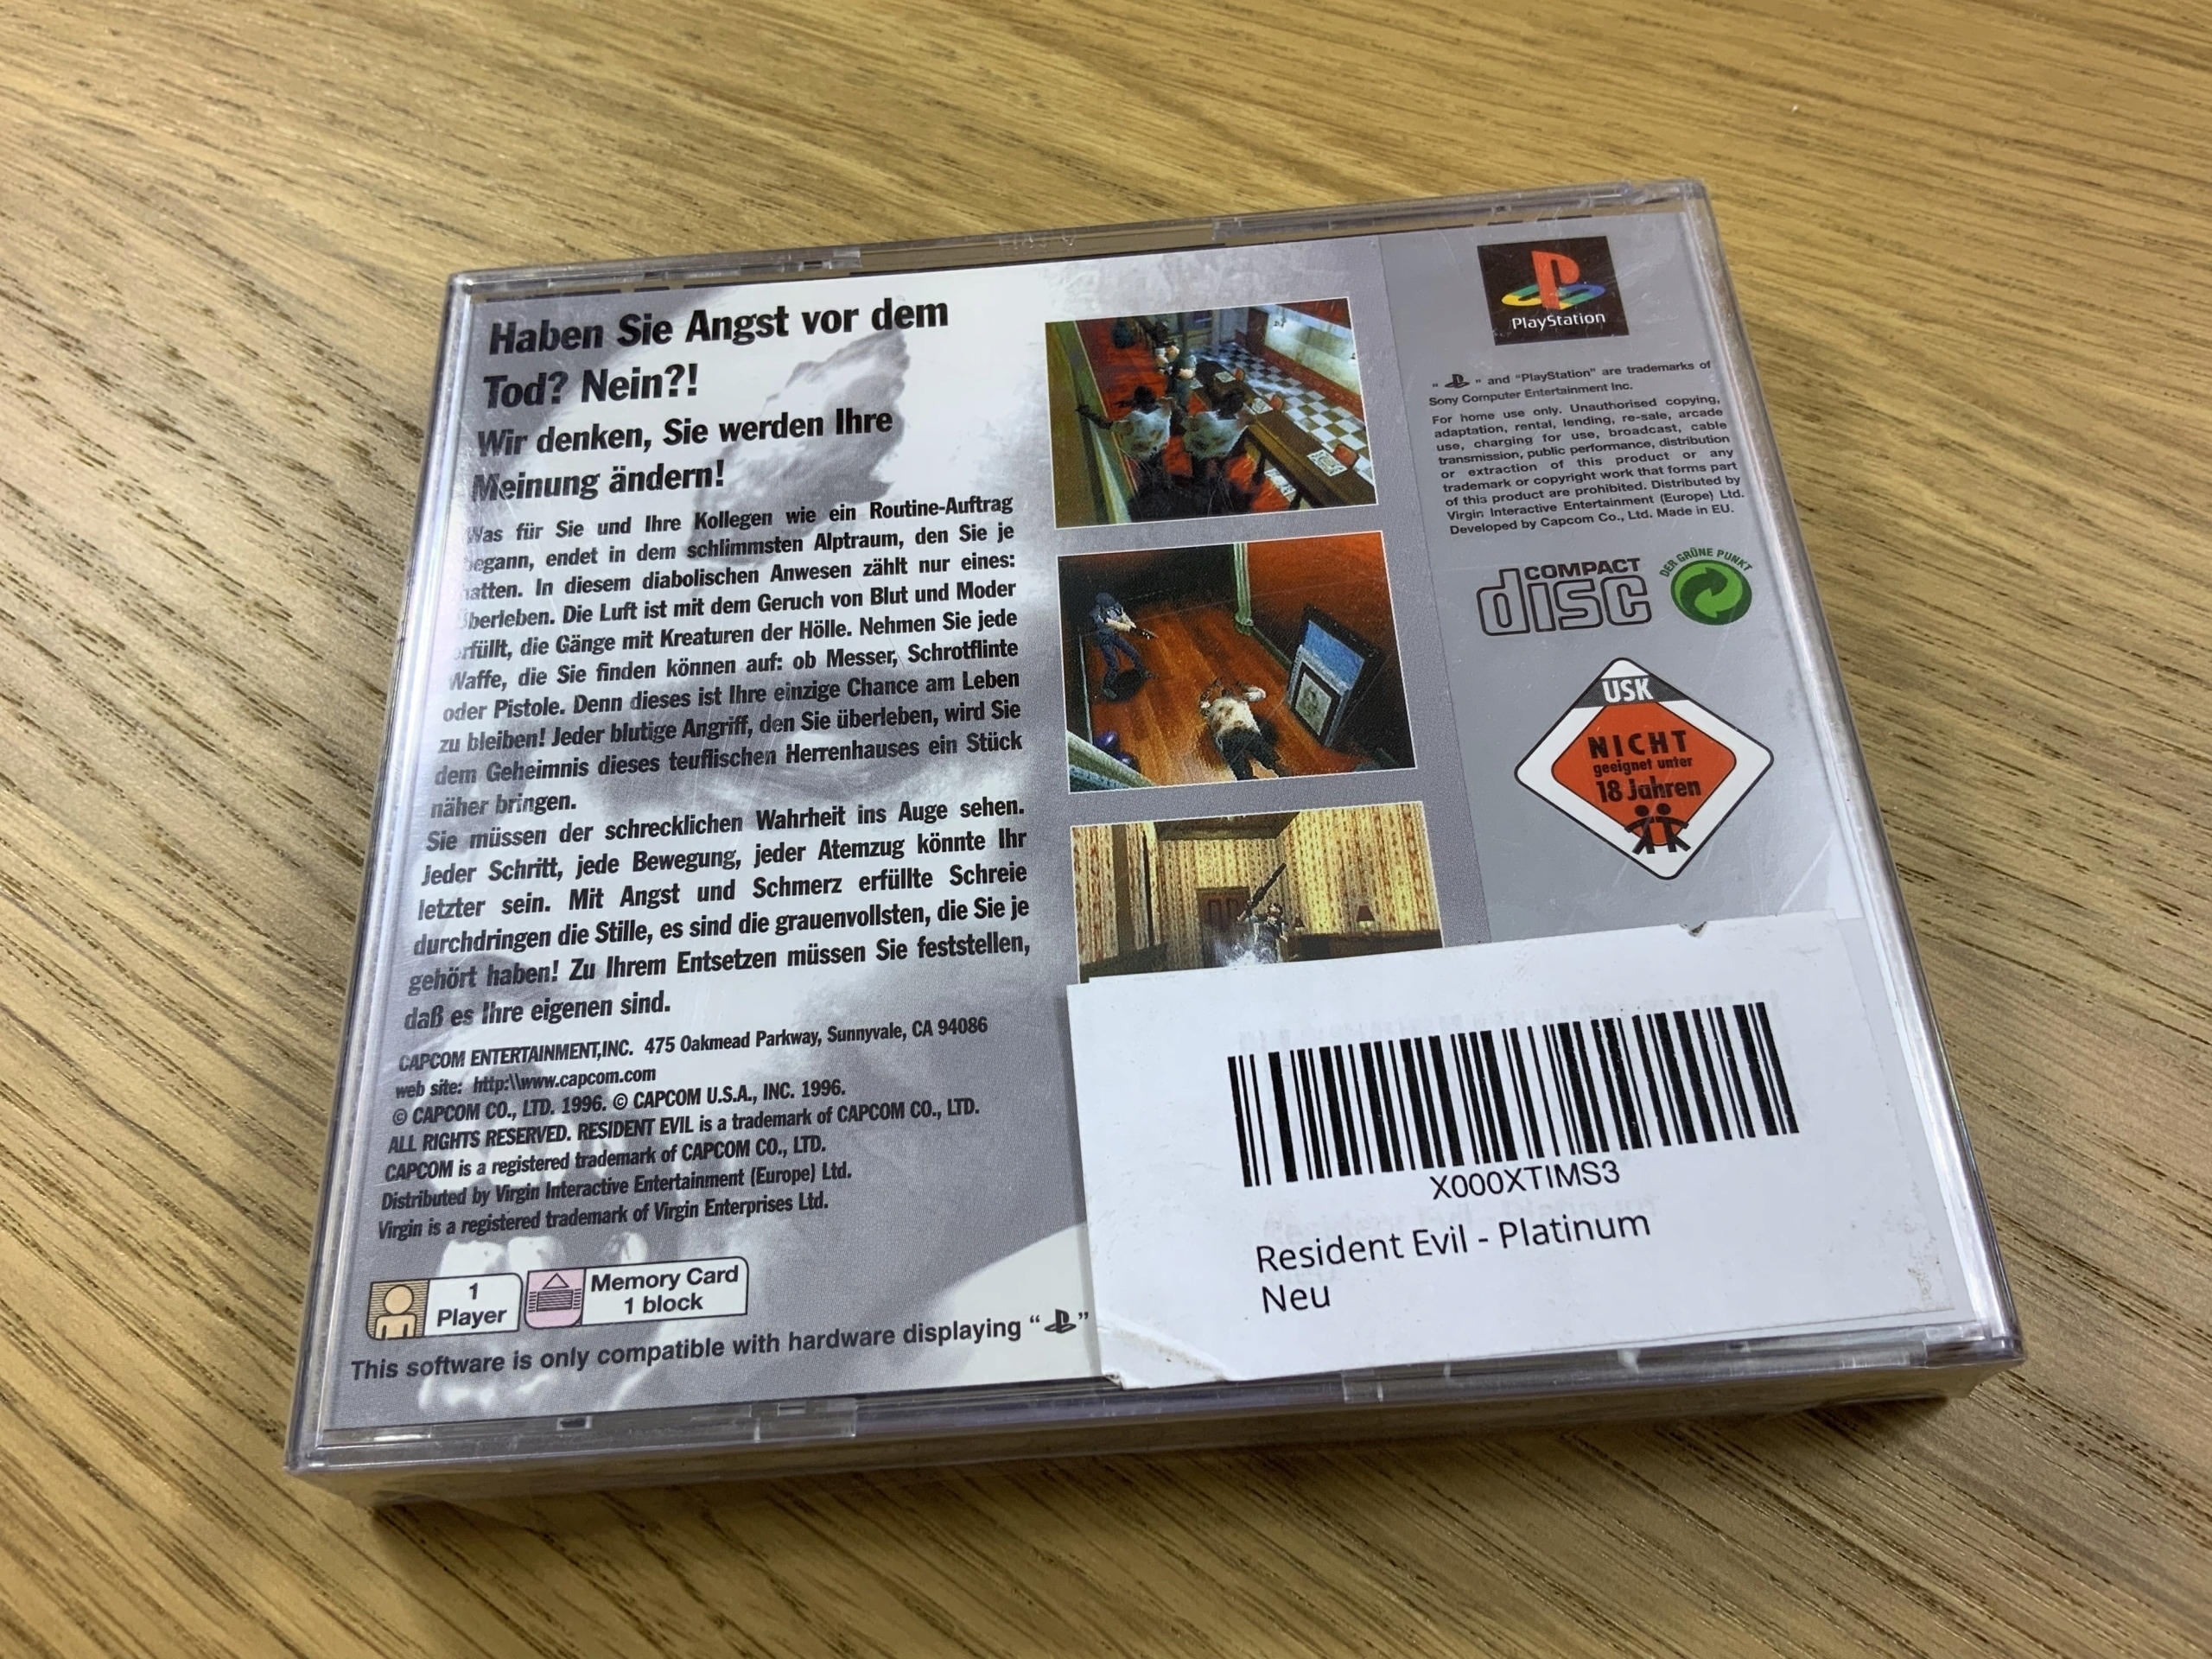 Haben Sie Angst vor dem
Tod? Nein?!
Wir denken, Sie werden Ihre
Meinung ändern!
Was für Sie und Ihre Kollegen wie ein Routine-Auftrag
begann, endet in dem schlimmsten Alptraum, den Sie je
hatten. In diesem diabolischen Anwesen zählt nur eines:
Überleben. Die Luft ist mit dem Geruch von Blut und Moder
erfüllt, die Gänge mit Kreaturen der Hölle. Nehmen Sie jede
Waffe, die Sie finden können auf: ob Messer, Schrotflinte
oder Pistole. Denn dieses ist Ihre einzige Chance am Leben
zu bleiben! Jeder blutige Angriff, den Sie überleben, wird Sie
dem Geheimnis dieses teuflischen Herrenhauses ein Stück
näher bringen.
Sie müssen der schrecklichen Wahrheit ins Auge sehen.
Jeder Schritt, jede Bewegung, jeder Atemzug könnte Ihr
letzter sein. Mit Angst und Schmerz erfüllte Schreie
durchdringen die Stille, es sind die grauenvollsten, die Sie je
gehört haben! Zu Ihrem Entsetzen müssen Sie feststellen,
daß es Ihre eigenen sind.
CAPCOM ENTERTAINMENT,INC. 475 Oakmead Parkway, Sunnyvale, CA 94086
web site: http:\\www.capcom.com
© CAPCOM CO., LTD. 1996. © CAPCOM U.S.A., INC. 1996.
ALL RIGHTS RESERVED. RESIDENT EVIL is a trademark of CAPCOM CO., LTD.
CAPCOM is a registered trademark of CAPCOM CO., LTD.
Distributed by Virgin Interactive Entertainment (Europe) Ltd.
Virgin is a registered trademark of Virgin Enterprises Ltd.
1
Player
Memory Card
1 block
This software is only compatible with hardware displaying “ ”
PlayStation
“ ” and “PlayStation” are trademarks of
Sony Computer Entertainment Inc.
For home use only. Unauthorised copying,
adaptation, rental, lending, re-sale, arcade
use, charging for use, broadcast, cable
transmission, public performance, distribution
or extraction of this product or any
trademark or copyright work that forms part
of this product are prohibited. Distributed by
Virgin Interactive Entertainment (Europe) Ltd.
Developed by Capcom Co., Ltd. Made in EU.
COMPACT
disc
DER GRÜNE PUNKT
USK
NICHT
geeignet unter
18 Jahren
X000XTIMS3
Resident Evil - Platinum
Neu